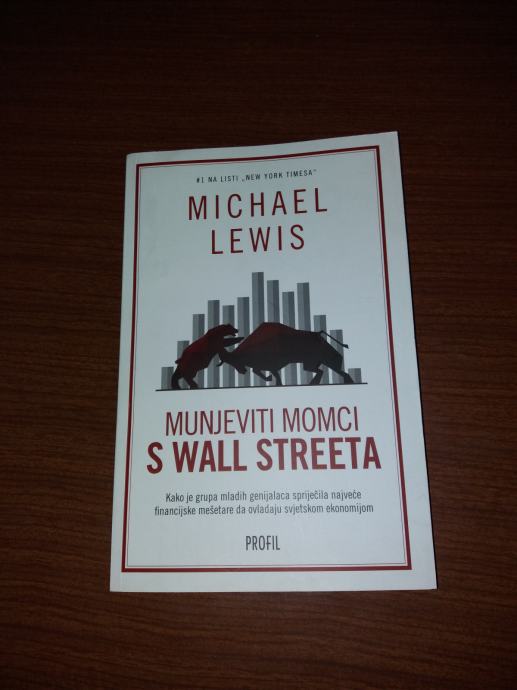 #1 NA LISTI „NEW YORK TIMESA"
MICHAEL
LEWIS
MUNJEVITI MOMCI
S WALL STREETA
Kako je grupa mladih genijalaca spriječila najveće
financijske mešetare da ovladaju svjetskom ekonomijom
PROFIL